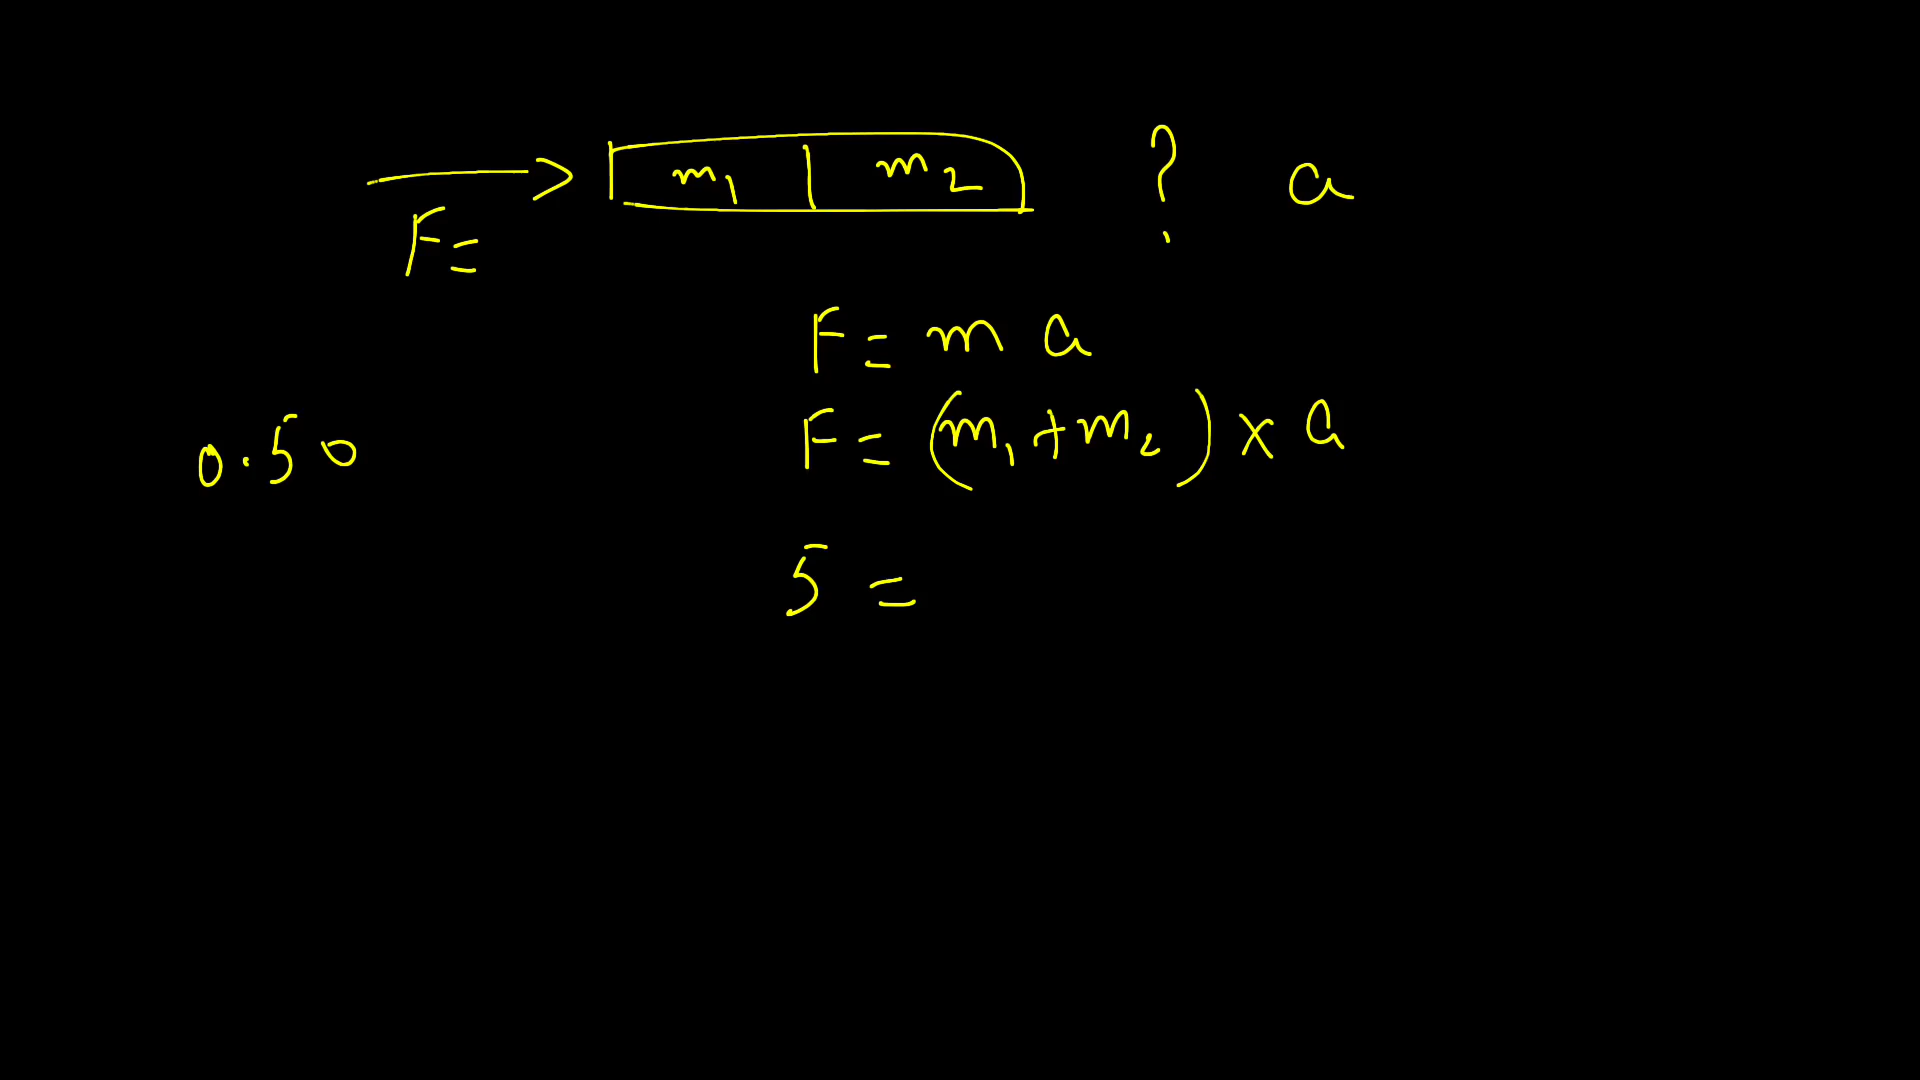 m₁ m₂ ? a
F=
F = m a
F = (m₁+m₂) × a
0.50
5 =